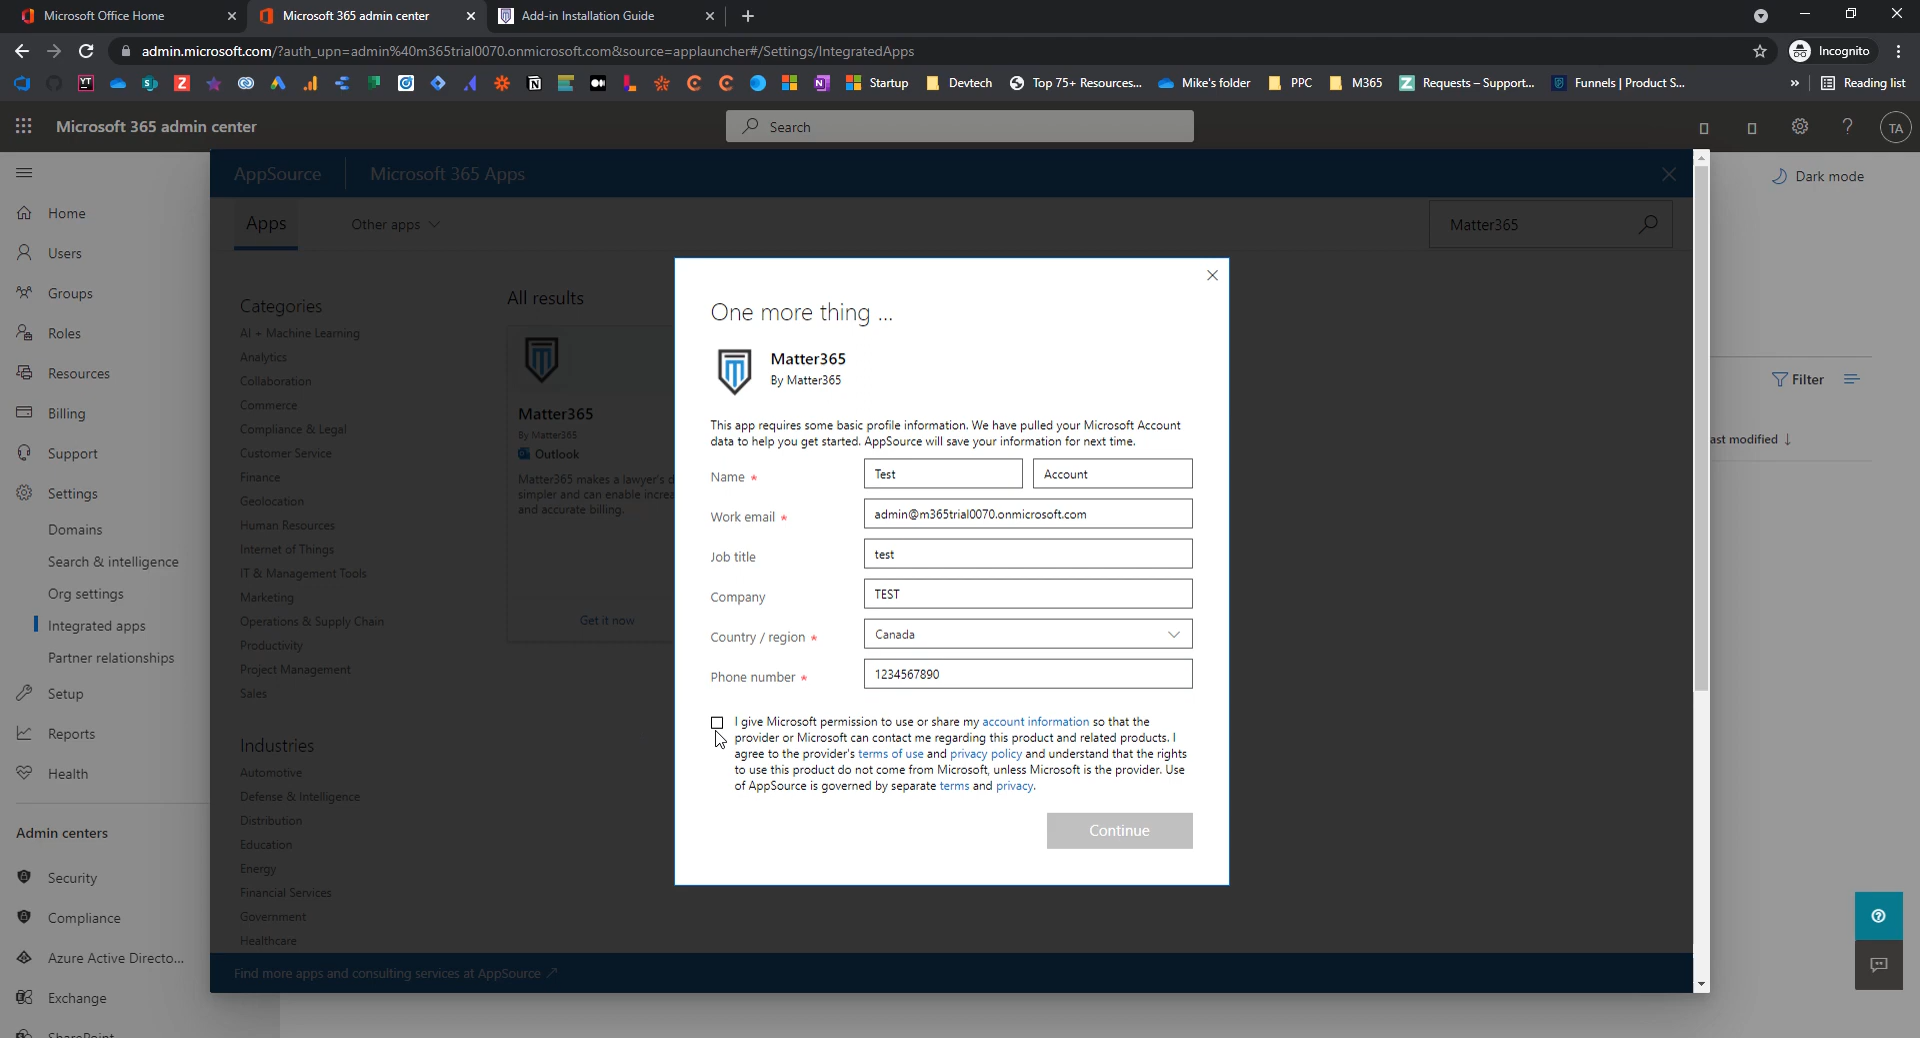 Microsoft Office Home
Microsoft 365 admin center
Add-in Installation Guide
admin.microsoft.com/?auth_upn=admin%40m365trial0070.onmicrosoft.com&source=applauncher#/Settings/IntegratedApps
Incognito
Startup
Devtech
Top 75+ Resources...
Mike's folder
PPC
M365
Requests – Support...
Funnels | Product S...
»
Reading list
Microsoft 365 admin center
Search
TA
Dark mode
Home
Users
Groups
Roles
Resources
Billing
Support
Settings
Domains
Search & intelligence
Org settings
Integrated apps
Partner relationships
Setup
Reports
Health
Admin centers
Security
Compliance
Azure Active Directo...
Exchange
SharePoint
AppSource
Microsoft 365 Apps
Apps
Other apps
Matter365
Categories
AI + Machine Learning
Analytics
Collaboration
Commerce
Compliance & Legal
Customer Service
Finance
Geolocation
Human Resources
Internet of Things
IT & Management Tools
Marketing
Operations & Supply Chain
Productivity
Project Management
Sales
Industries
Automotive
Defense & Intelligence
Distribution
Education
Energy
Financial Services
Government
Healthcare
All results
Matter365
By Matter365
Outlook
Matter365 makes a lawyer's d
simpler and can enable increa
and accurate billing.
Get it now
Find more apps and consulting services at AppSource
One more thing ...
Matter365
By Matter365
This app requires some basic profile information. We have pulled your Microsoft Account
data to help you get started. AppSource will save your information for next time.
Name * Test Account
Work email * admin@m365trial0070.onmicrosoft.com
Job title test
Company TEST
Country / region * Canada
Phone number * 1234567890
I give Microsoft permission to use or share my account information so that the
provider or Microsoft can contact me regarding this product and related products. I
agree to the provider's terms of use and privacy policy and understand that the rights
to use this product do not come from Microsoft, unless Microsoft is the provider. Use
of AppSource is governed by separate terms and privacy.
Continue
Filter
ast modified ↓